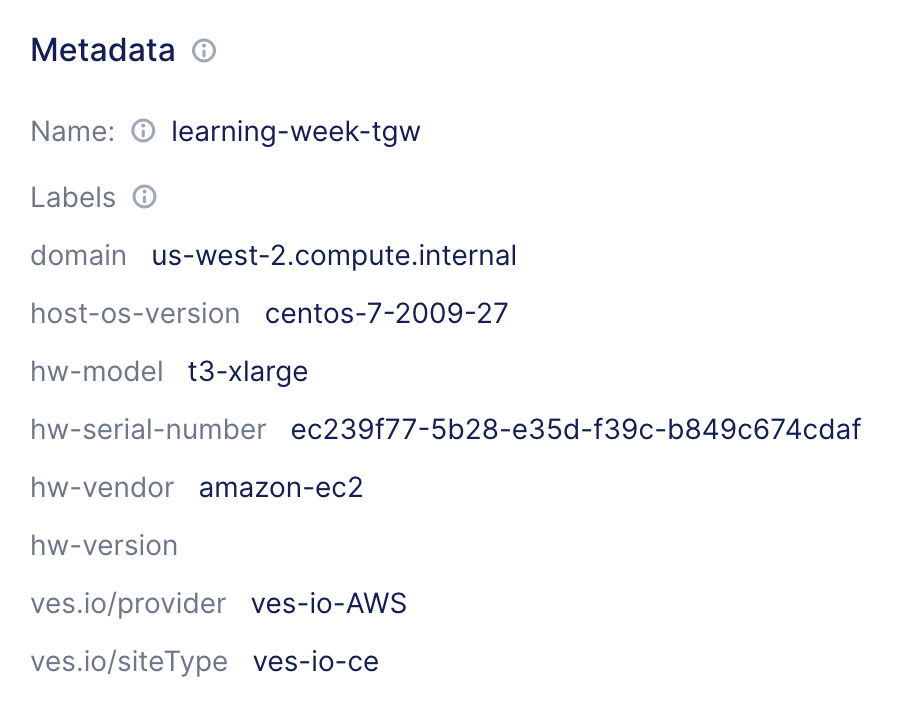 Metadata
Name: learning-week-tgw
Labels
domain us-west-2.compute.internal
host-os-version centos-7-2009-27
hw-model t3-xlarge
hw-serial-number ec239f77-5b28-e35d-f39c-b849c674cdaf
hw-vendor amazon-ec2
hw-version
ves.io/provider ves-io-AWS
ves.io/siteType ves-io-ce